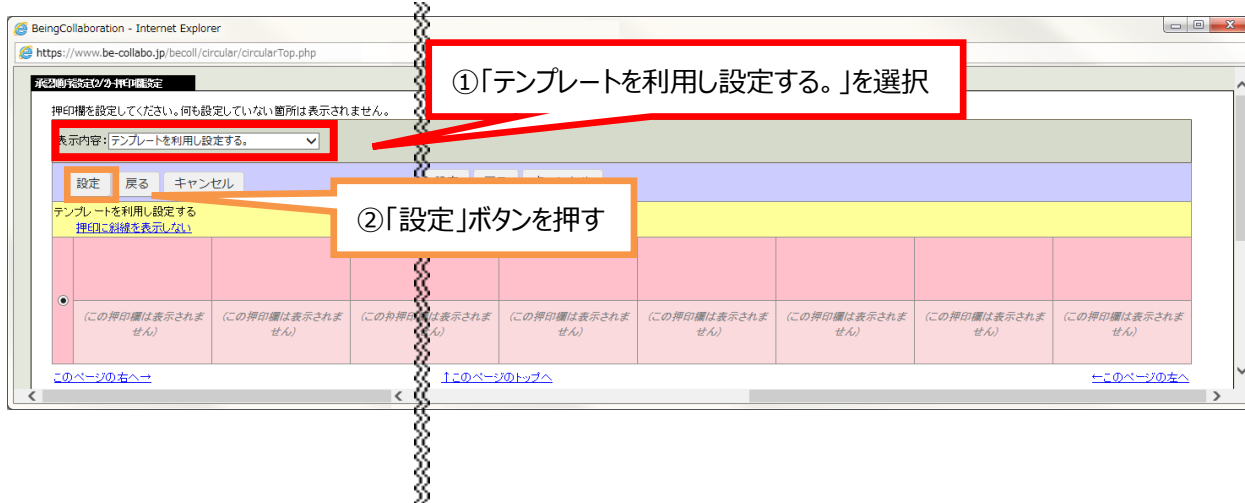 BeingCollaboration - Internet Explorer
https://www.be-collabo.jp/becoll/circular/circularTop.php
承認順序設定(2/2)-押印欄設定
①「テンプレートを利用し設定する。」を選択
押印欄を設定してください。何も設定していない箇所は表示されません。
表示内容：テンプレートを利用し設定する。
設定 戻る キャンセル
②「設定」ボタンを押す
テンプレートを利用し設定する
押印に斜線を表示しない
(この押印欄は表示されません) (この押印欄は表示されません) (この押印欄は表示されません) (この押印欄は表示されません) (この押印欄は表示されません) (この押印欄は表示されません) (この押印欄は表示されません) (この押印欄は表示されません)
このページの右へ→ ↑このページのトップへ ←このページの左へ